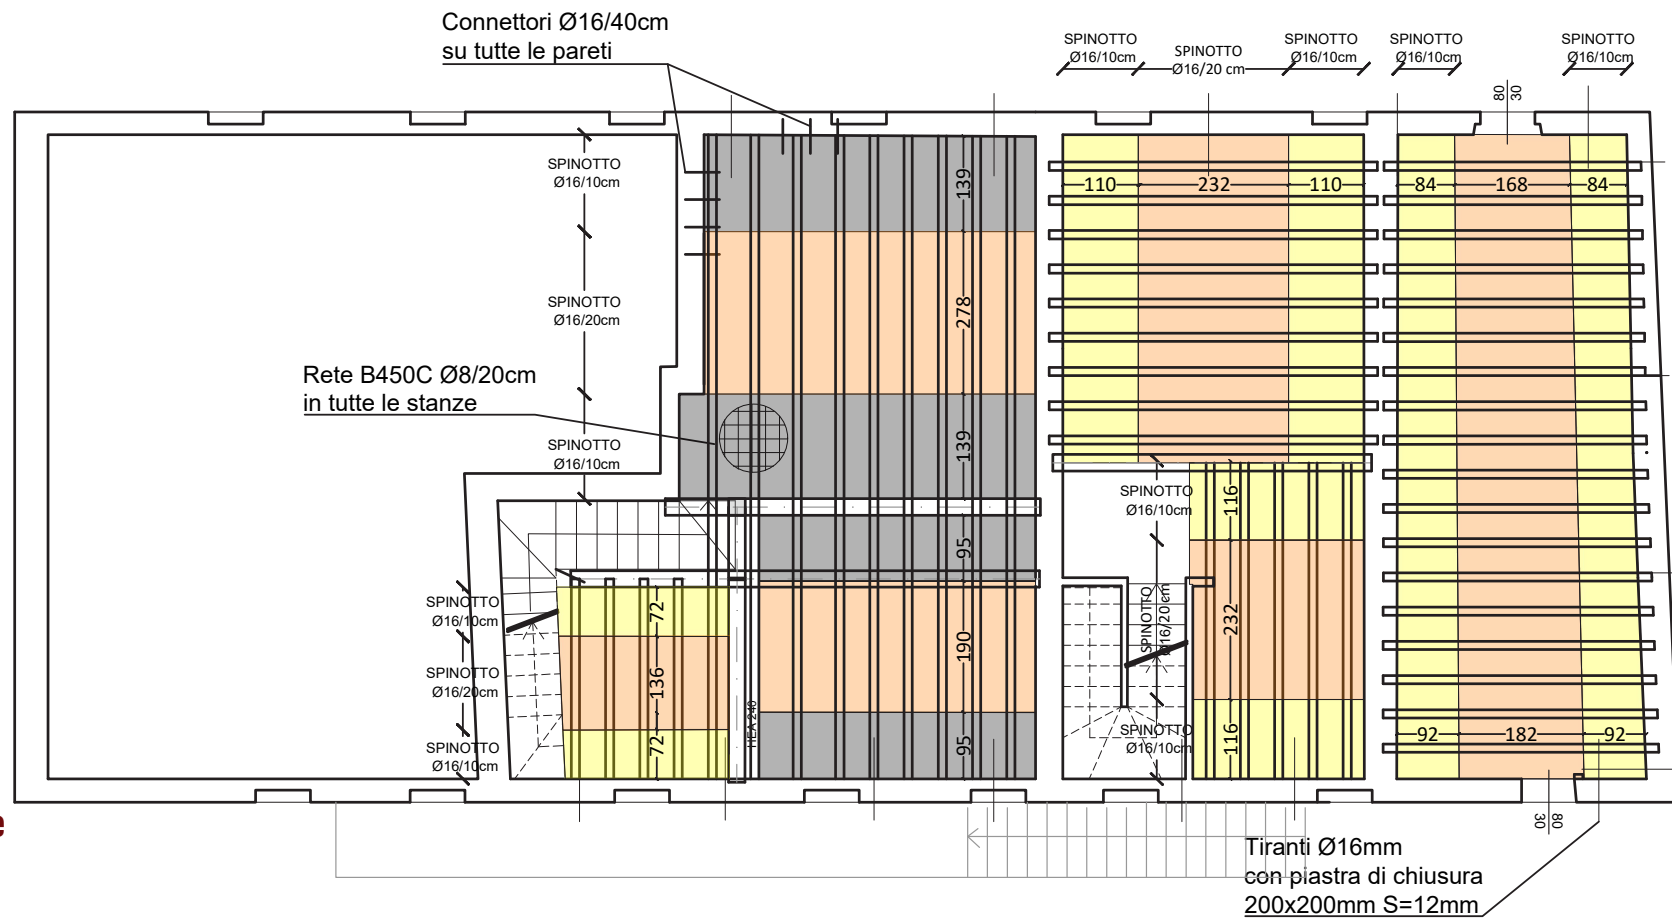 Connettori Ø16/40cm
su tutte le pareti
SPINOTTO
Ø16/10cm
SPINOTTO
Ø16/20 cm
SPINOTTO
Ø16/10cm
SPINOTTO
Ø16/10cm
SPINOTTO
Ø16/10cm
80
30
SPINOTTO
Ø16/10cm
139
110
232
110
84
168
84
SPINOTTO
Ø16/20cm
278
Rete B450C Ø8/20cm
in tutte le stanze
SPINOTTO
Ø16/10cm
139
SPINOTTO
Ø16/10cm
116
95
SPINOTTO
Ø16/10cm
72
SPINOTTO
Ø16/20 cm
232
190
SPINOTTO
Ø16/20cm
136
HEA 240
SPINOTTO
Ø16/10cm
72
95
SPINOTTO
Ø16/10cm
116
92
182
92
30
80
e
Tiranti Ø16mm
con piastra di chiusura
200x200mm S=12mm